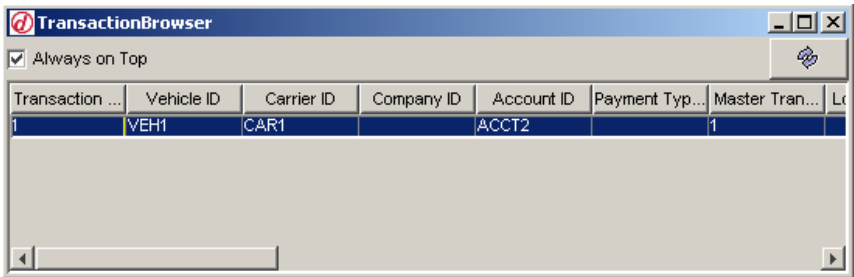 TransactionBrowser
Always on Top
Transaction ... Vehicle ID Carrier ID Company ID Account ID Payment Typ... Master Tran... Lo
1 VEH1 CAR1 ACCT2 1